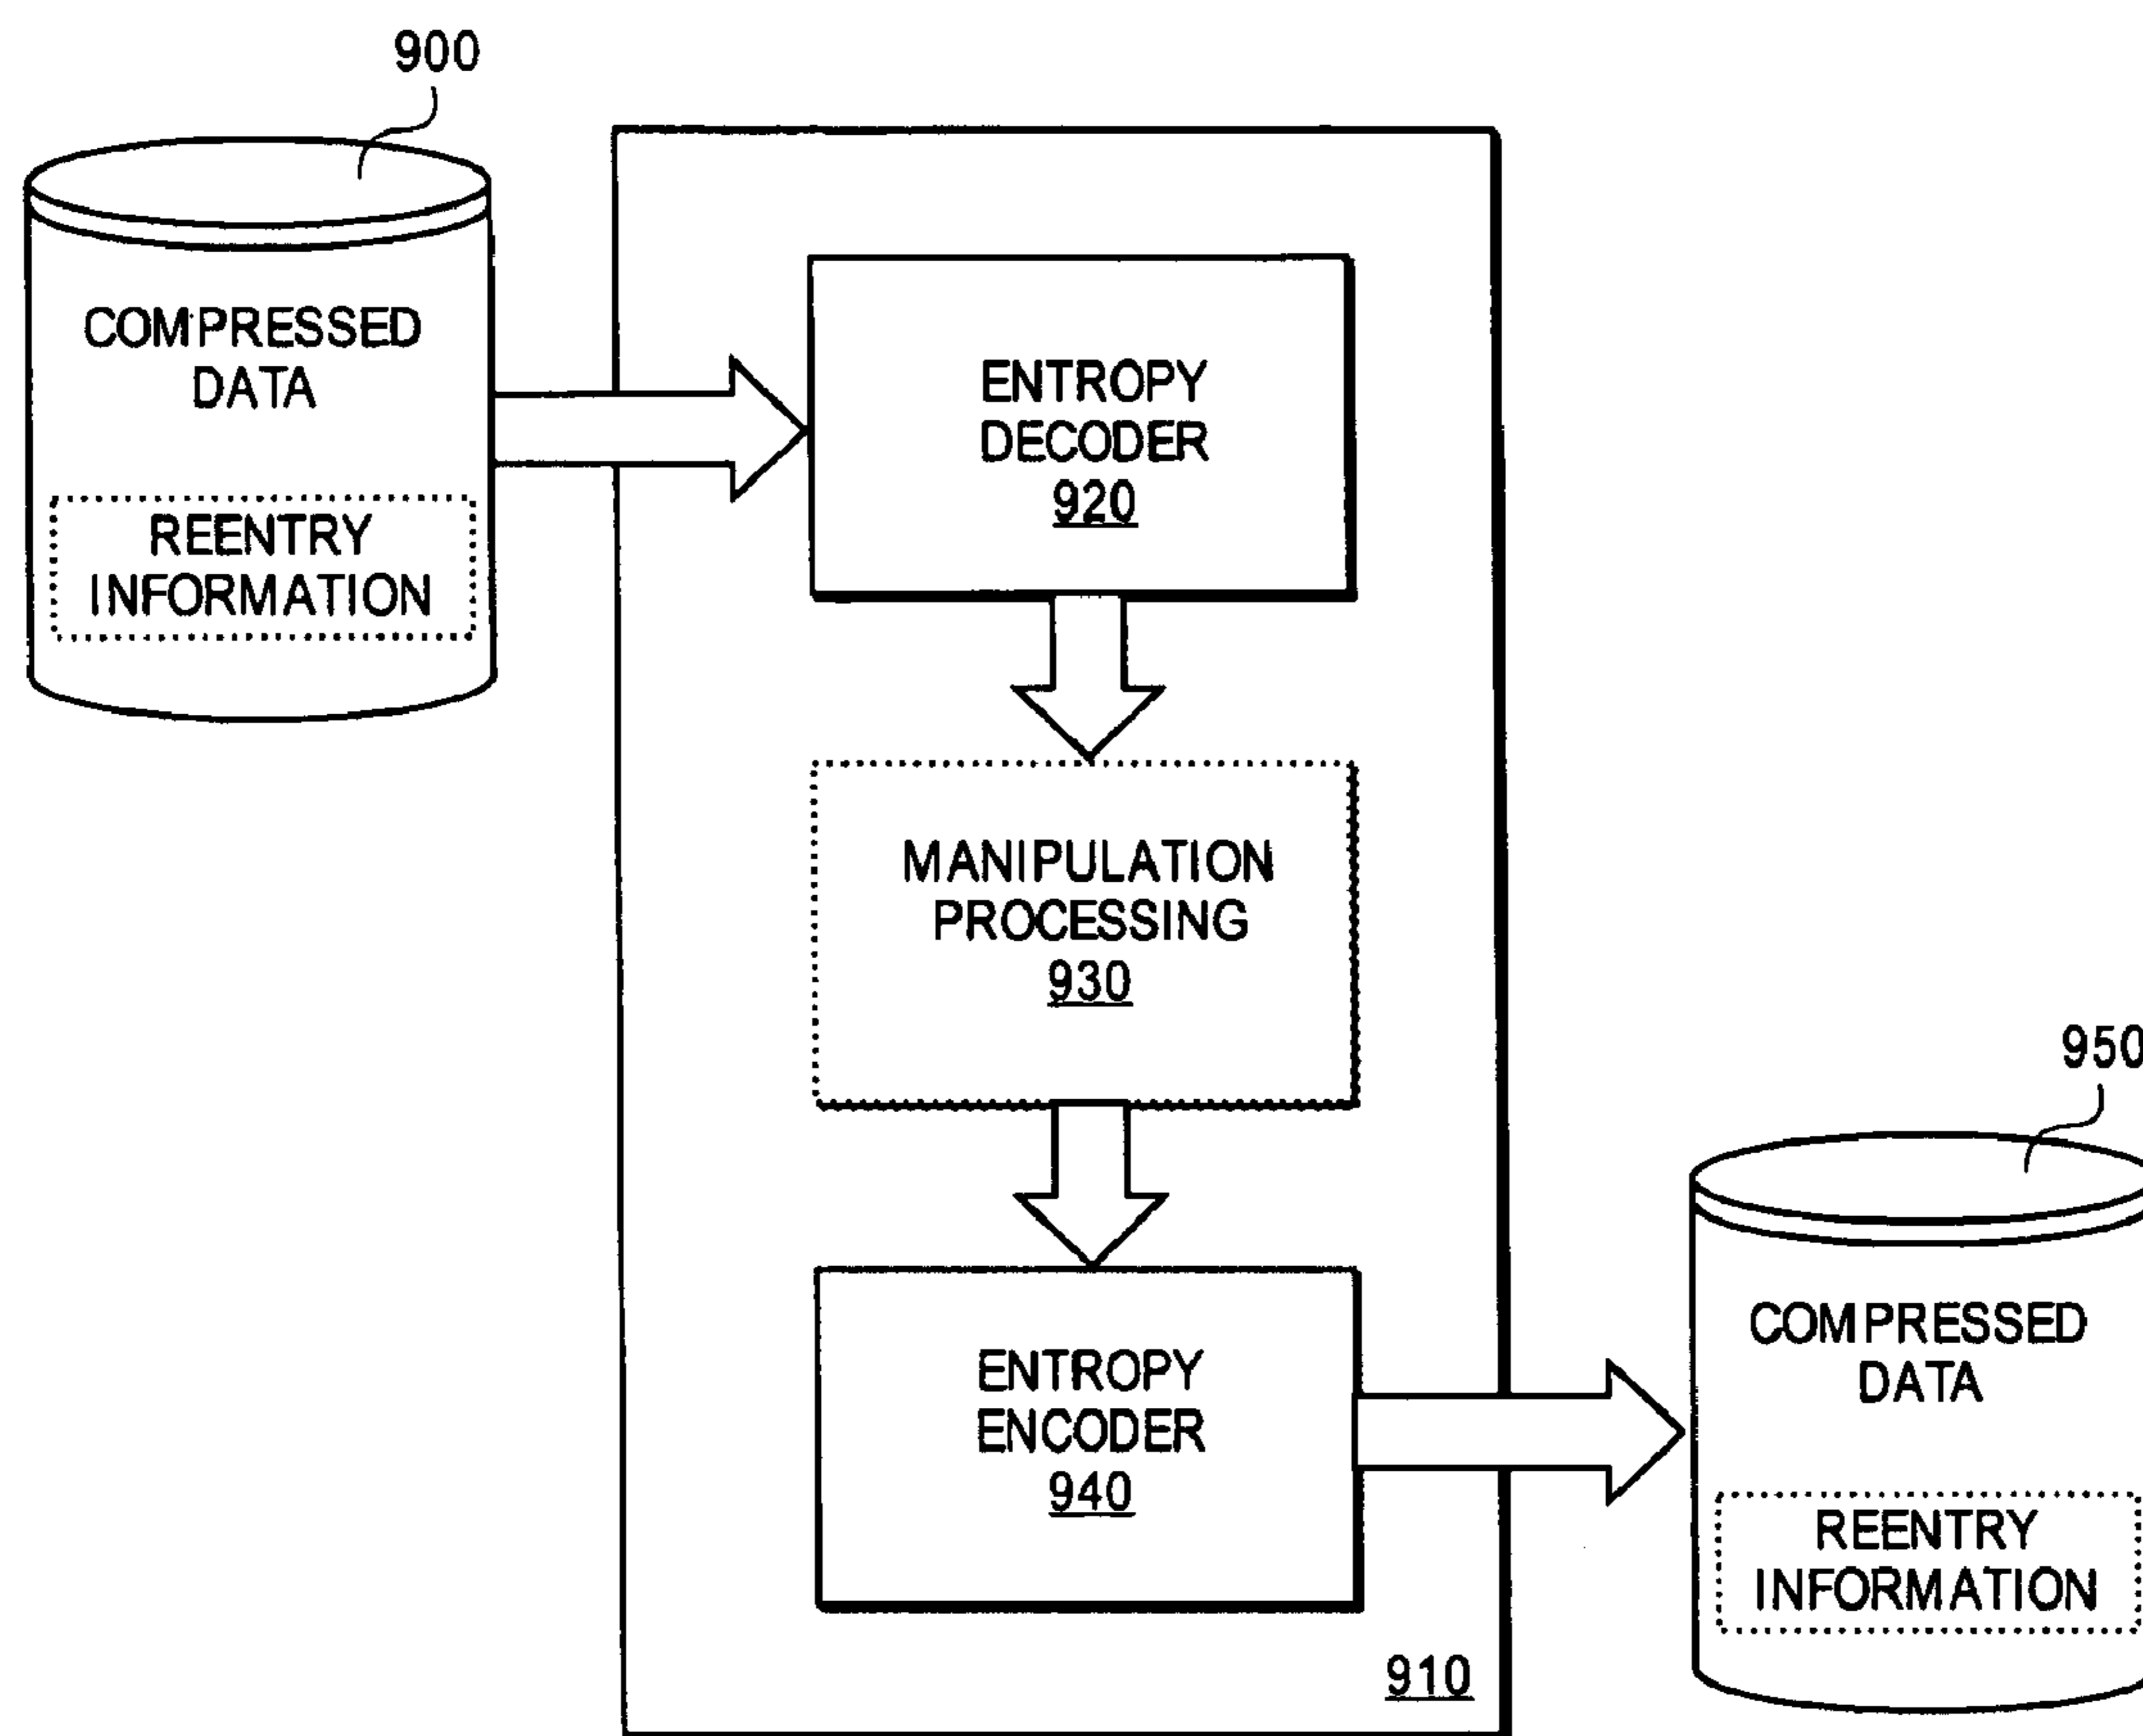 900
COMPRESSED
DATA
REENTRY
INFORMATION
ENTROPY
DECODER
920
MANIPULATION
PROCESSING
930
ENTROPY
ENCODER
940
910
950
COMPRESSED
DATA
REENTRY
INFORMATION